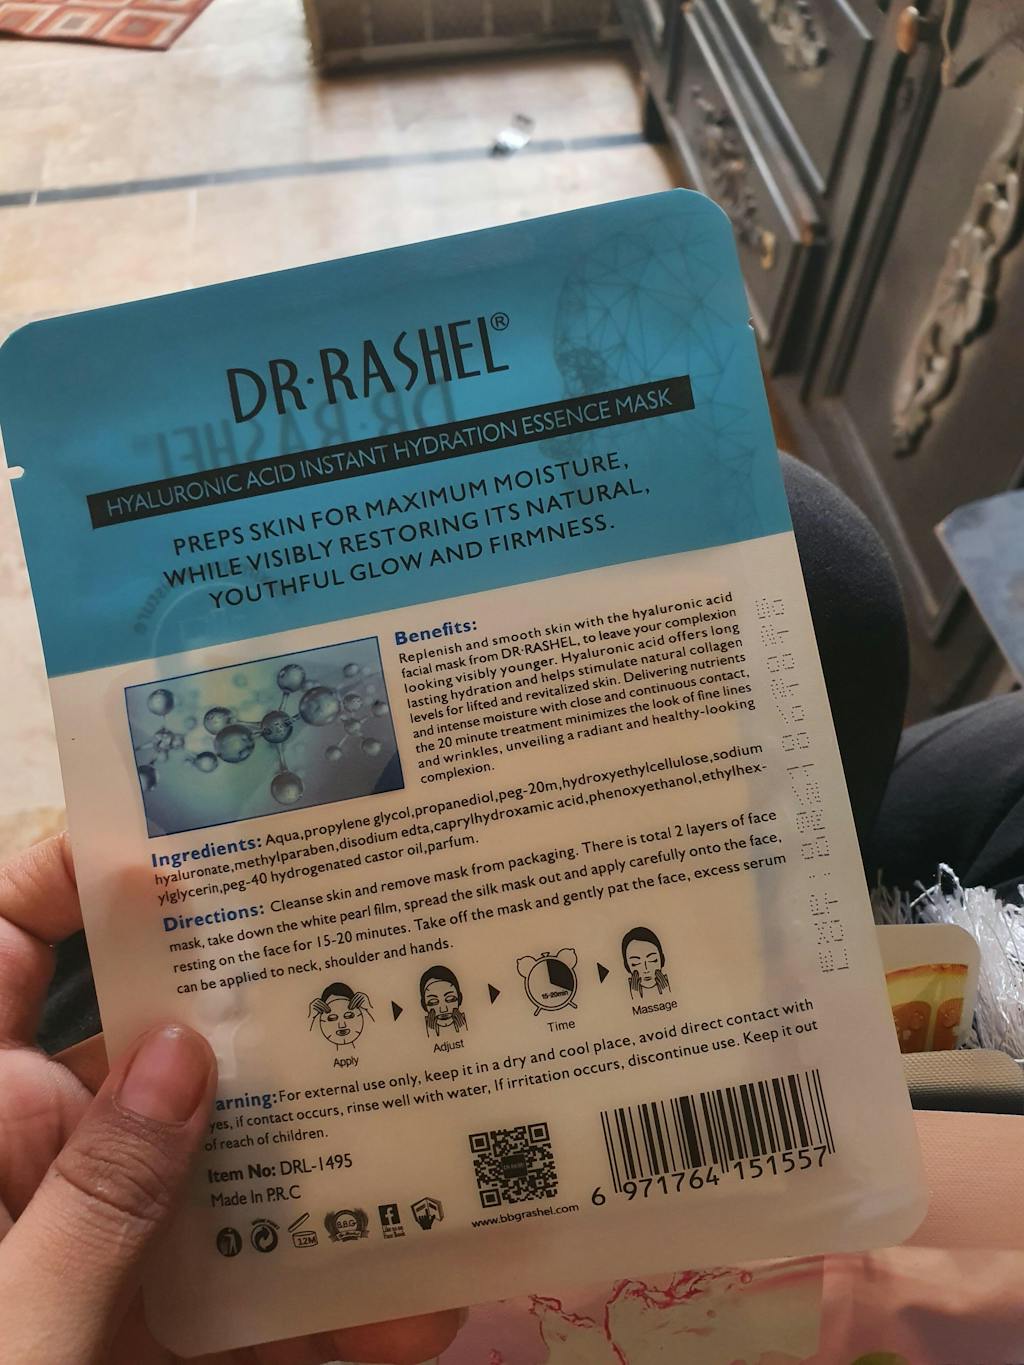 DR·RASHEL®
HYALURONIC ACID INSTANT HYDRATION ESSENCE MASK
PREPS SKIN FOR MAXIMUM MOISTURE,
WHILE VISIBLY RESTORING ITS NATURAL,
YOUTHFUL GLOW AND FIRMNESS.
Benefits:
Replenish and smooth skin with the hyaluronic acid
facial mask from DR·RASHEL, to leave your complexion
looking visibly younger. Hyaluronic acid offers long
lasting hydration and helps stimulate natural collagen
levels for lifted and revitalized skin. Delivering nutrients
and intense moisture with close and continuous contact,
the 20 minute treatment minimizes the look of fine lines
and wrinkles, unveiling a radiant and healthy-looking
complexion.
Ingredients: Aqua,propylene glycol,propanediol,peg-20m,hydroxyethylcellulose,sodium
hyaluronate,methylparaben,disodium edta,caprylhydroxamic acid,phenoxyethanol,ethylhex-
ylglycerin,peg-40 hydrogenated castor oil,parfum.
Directions: Cleanse skin and remove mask from packaging. There is total 2 layers of face
mask, take down the white pearl film, spread the silk mask out and apply carefully onto the face,
resting on the face for 15-20 minutes. Take off the mask and gently pat the face, excess serum
can be applied to neck, shoulder and hands.
15-20min
Apply
Adjust
Time
Massage
arning:For external use only, keep it in a dry and cool place, avoid direct contact with
yes, if contact occurs, rinse well with water, If irritation occurs, discontinue use. Keep it out
of reach of children.
Item No: DRL-1495
Made In P.R.C
12M
B.B.G
www.bbgrashel.com
6 971764 151557